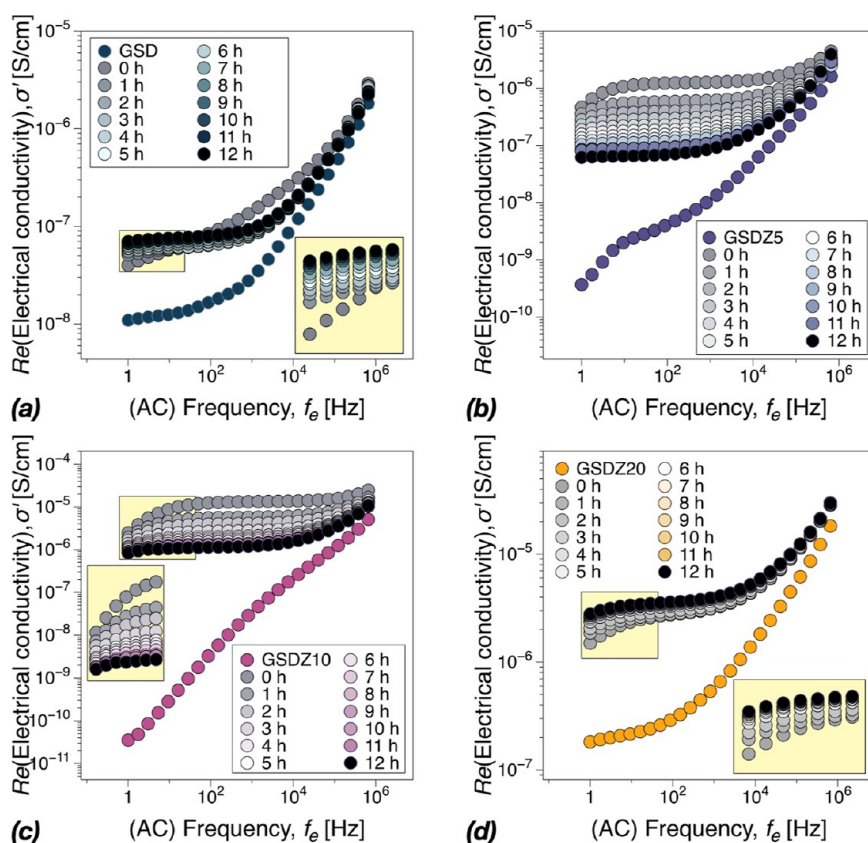 Re(Electrical conductivity), σ′ [S/cm]
10⁻⁵
10⁻⁶
10⁻⁷
10⁻⁸
GSD
0 h
1 h
2 h
3 h
4 h
5 h
6 h
7 h
8 h
9 h
10 h
11 h
12 h
1
10²
10⁴
10⁶
(a)
(AC) Frequency, fₑ [Hz]
Re(Electrical conductivity), σ′ [S/cm]
10⁻⁵
10⁻⁶
10⁻⁷
10⁻⁸
10⁻⁹
10⁻¹⁰
GSDZ5
0 h
1 h
2 h
3 h
4 h
5 h
6 h
7 h
8 h
9 h
10 h
11 h
12 h
1
10²
10⁴
10⁶
(b)
(AC) Frequency, fₑ [Hz]
Re(Electrical conductivity), σ′ [S/cm]
10⁻⁴
10⁻⁵
10⁻⁶
10⁻⁷
10⁻⁸
10⁻⁹
10⁻¹⁰
10⁻¹¹
GSDZ10
0 h
1 h
2 h
3 h
4 h
5 h
6 h
7 h
8 h
9 h
10 h
11 h
12 h
1
10²
10⁴
10⁶
(c)
(AC) Frequency, fₑ [Hz]
Re(Electrical conductivity), σ′ [S/cm]
10⁻⁵
10⁻⁶
10⁻⁷
GSDZ20
0 h
1 h
2 h
3 h
4 h
5 h
6 h
7 h
8 h
9 h
10 h
11 h
12 h
1
10²
10⁴
10⁶
(d)
(AC) Frequency, fₑ [Hz]